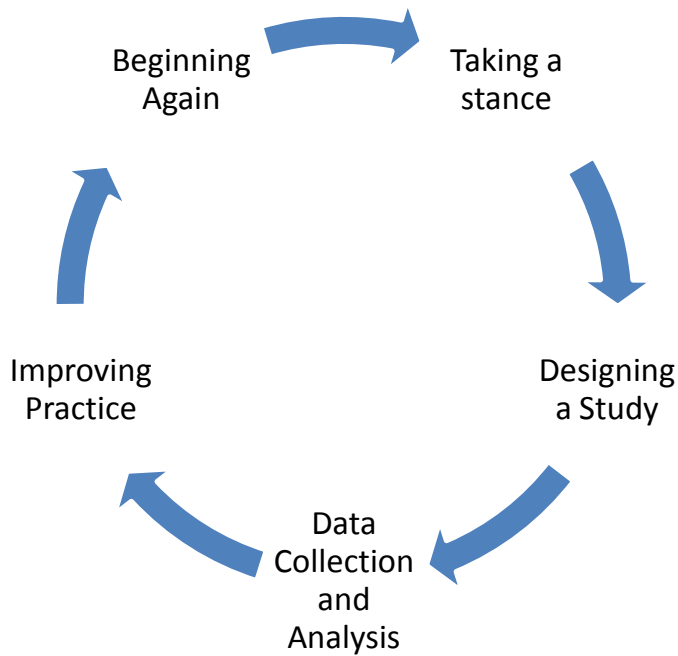 Beginning
Again
Taking a
stance
Designing
a Study
Data
Collection
and
Analysis
Improving
Practice